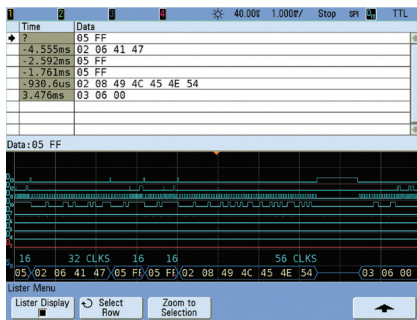 1 2 3 4 40.00% 1.000%/ Stop SPI TTL
Time Data
? 05 FF
-4.555ms 02 06 41 47
-2.592ms 05 FF
-1.761ms 05 FF
-930.6us 02 08 49 4C 45 4E 54
3.476ms 03 06 00
Data:05 FF
16 32 CLKS 16 16 56 CLKS
05 02 06 41 47 05 FF 05 FF 02 08 49 4C 45 4E 54 03 06 00
Lister Menu
Lister Display Select Row Zoom to Selection